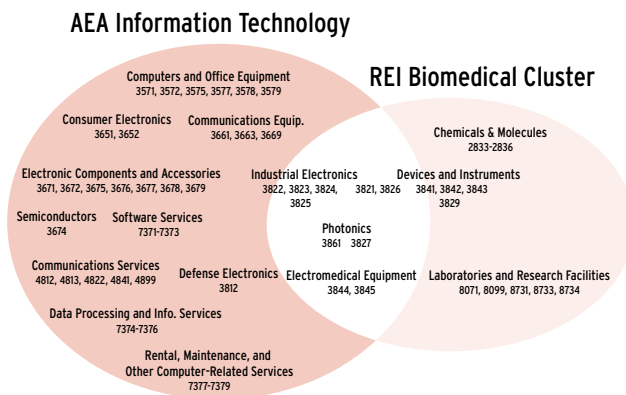 AEA Information Technology
REI Biomedical Cluster
Computers and Office Equipment
3571, 3572, 3575, 3577, 3578, 3579
Consumer Electronics
3651, 3652
Communications Equip.
3661, 3663, 3669
Chemicals & Molecules
2833-2836
Electronic Components and Accessories
3671, 3672, 3675, 3676, 3677, 3678, 3679
Industrial Electronics
3822, 3823, 3824,
3825
3821, 3826
Devices and Instruments
3841, 3842, 3843
3829
Semiconductors
3674
Software Services
7371-7373
Photonics
3861 3827
Communications Services
4812, 4813, 4822, 4841, 4899
Defense Electronics
3812
Electromedical Equipment
3844, 3845
Laboratories and Research Facilities
8071, 8099, 8731, 8733, 8734
Data Processing and Info. Services
7374-7376
Rental, Maintenance, and
Other Computer-Related Services
7377-7379